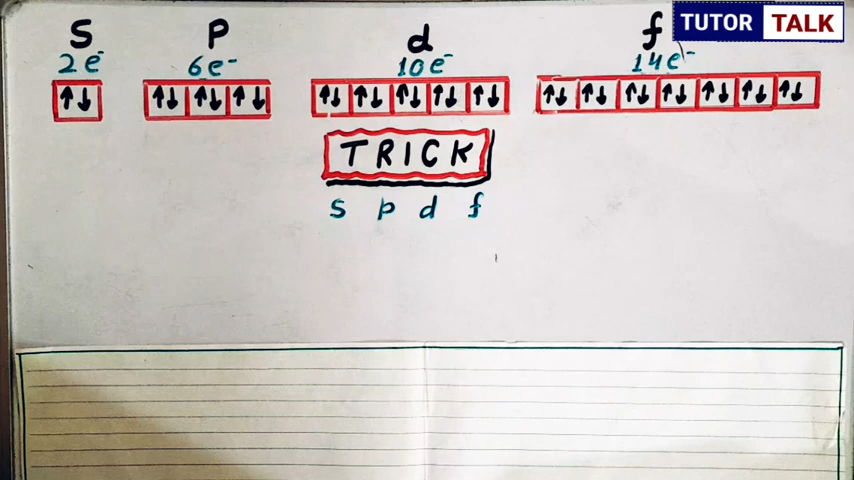 S P d f
2e⁻ 6e⁻ 10e⁻ 14e⁻
↑↓ ↑↓ ↑↓ ↑↓ ↑↓ ↑↓ ↑↓ ↑↓ ↑↓ ↑↓ ↑↓ ↑↓ ↑↓ ↑↓ ↑↓ ↑↓
TRICK
s p d f
TUTOR TALK